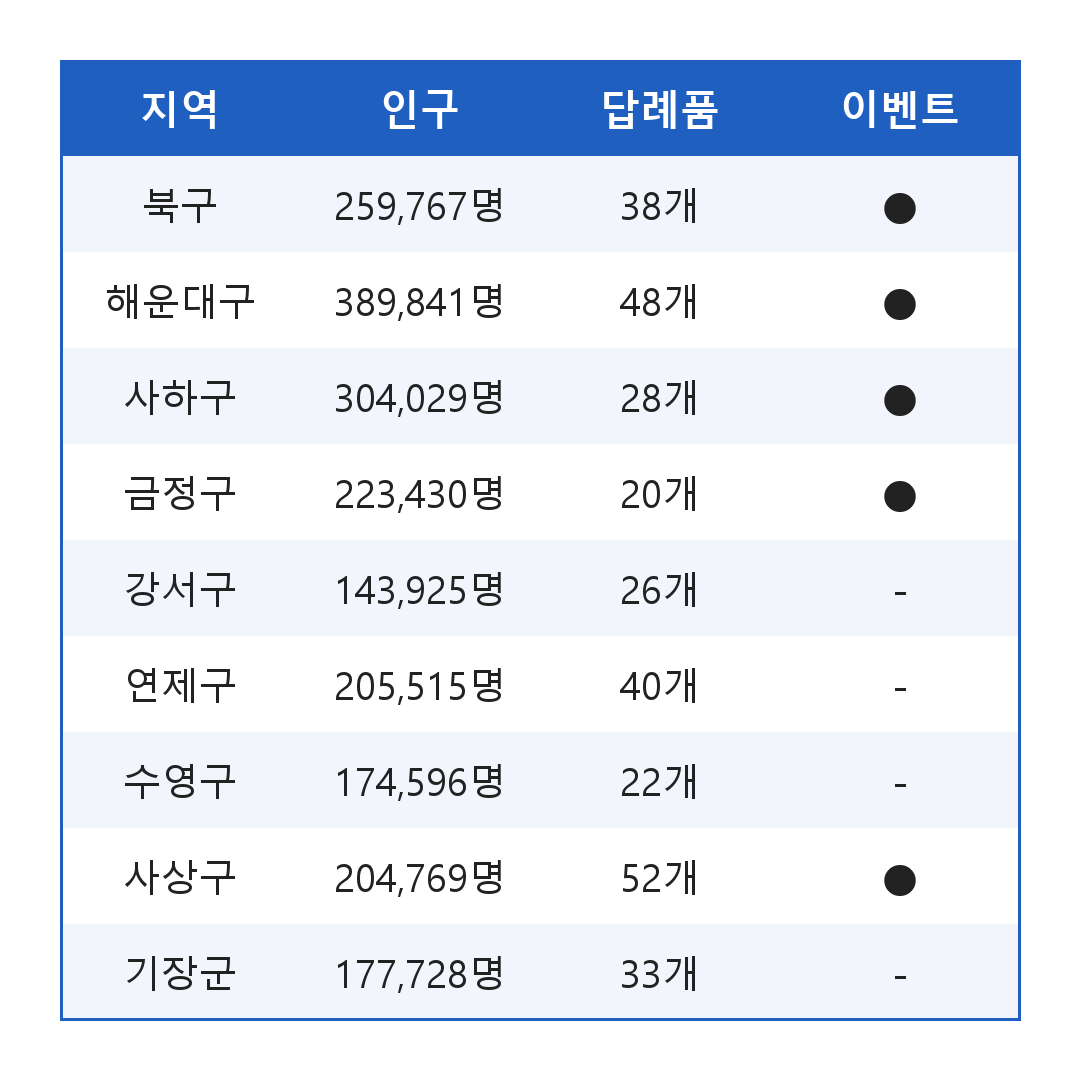 지역 인구 답례품 이벤트
북구 259,767명 38개 ●
해운대구 389,841명 48개 ●
사하구 304,029명 28개 ●
금정구 223,430명 20개 ●
강서구 143,925명 26개 -
연제구 205,515명 40개 -
수영구 174,596명 22개 -
사상구 204,769명 52개 ●
기장군 177,728명 33개 -